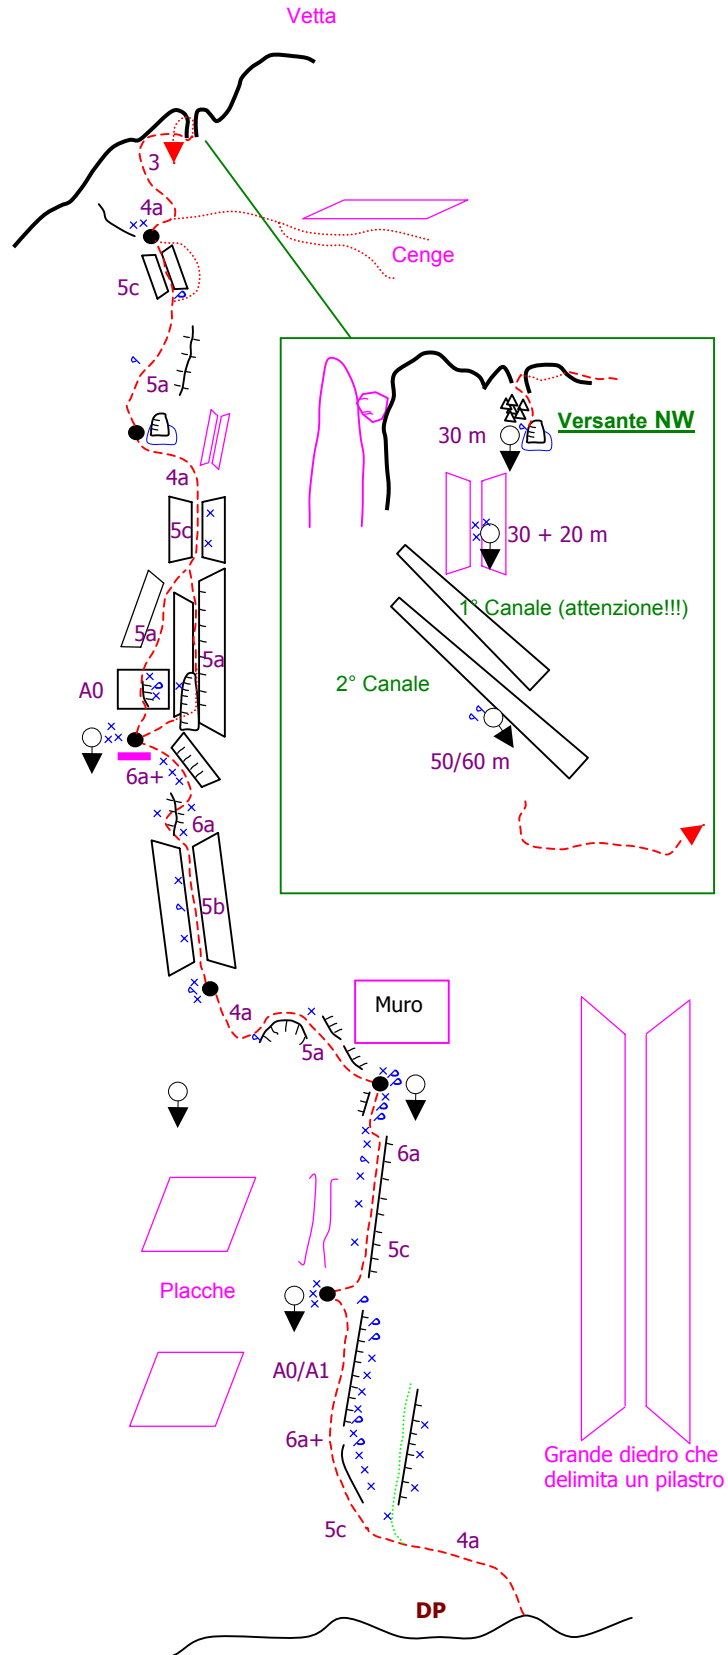 Vetta
3
4a
Cenge
5c
5a
Versante NW
30 m
4a
5c
30 + 20 m
1° Canale (attenzione!!!)
5a
5a
2° Canale
A0
50/60 m
6a+
6a
5b
4a
Muro
5a
6a
5c
Placche
A0/A1
6a+
Grande diedro che
delimita un pilastro
5c
4a
DP